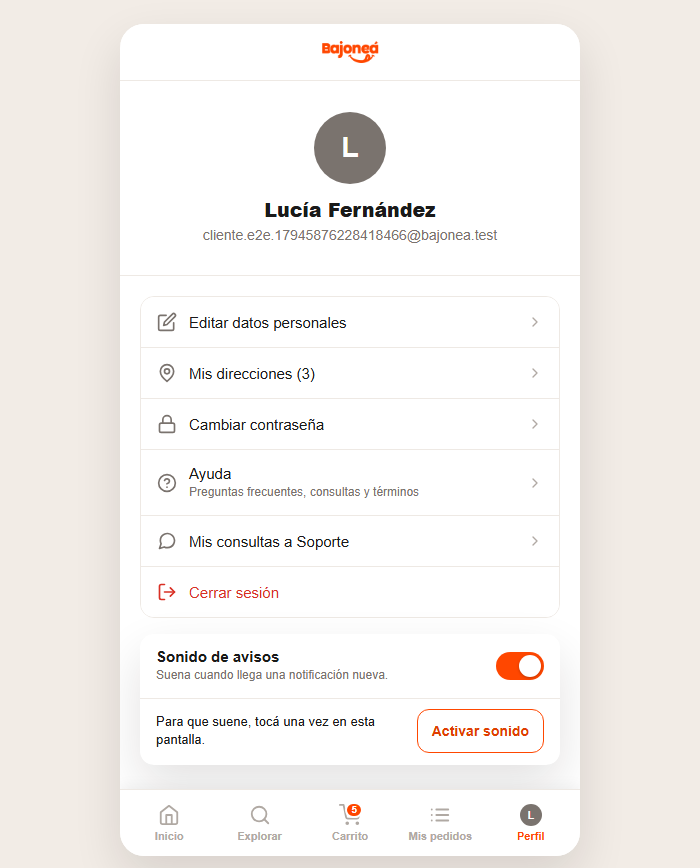 Bajoneá
L
Lucía Fernández
cliente.e2e.17945876228418466@bajonea.test
Editar datos personales
Mis direcciones (3)
Cambiar contraseña
Ayuda
Preguntas frecuentes, consultas y términos
Mis consultas a Soporte
Cerrar sesión
Sonido de avisos
Suena cuando llega una notificación nueva.
Para que suene, tocá una vez en esta
pantalla.
Activar sonido
5
L
Inicio
Explorar
Carrito
Mis pedidos
Perfil